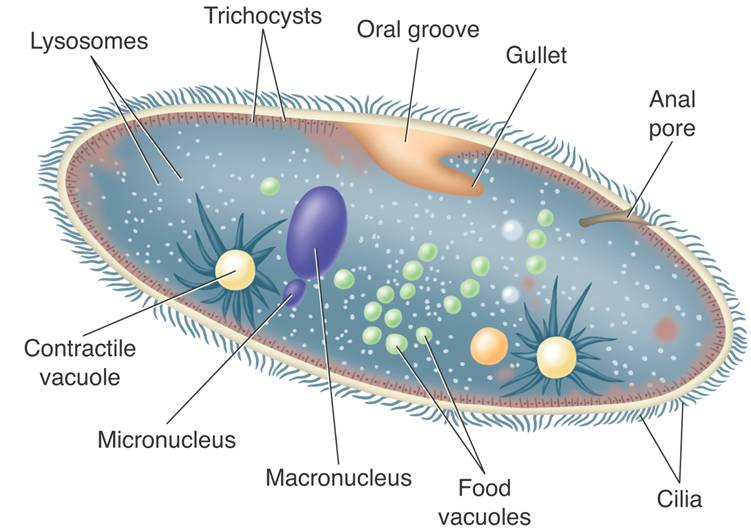 Trichocysts
Lysosomes
Oral groove
Gullet
Anal
pore
Contractile
vacuole
Micronucleus
Macronucleus
Food
vacuoles
Cilia